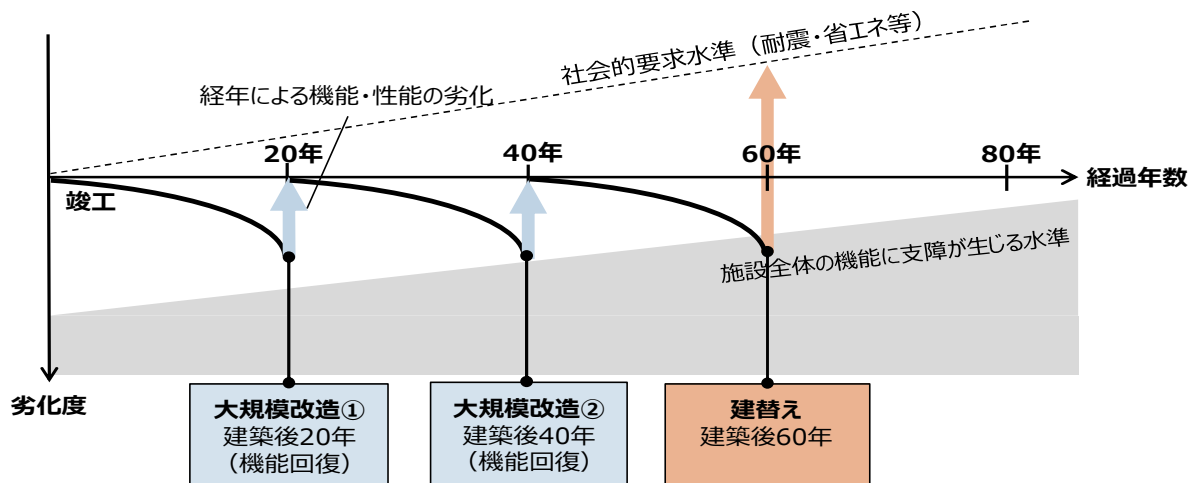 社会的要求水準（耐震・省エネ等）
経年による機能・性能の劣化
20年
40年
60年
80年
経過年数
竣工
施設全体の機能に支障が生じる水準
劣化度
大規模改造①
建築後20年
（機能回復）
大規模改造②
建築後40年
（機能回復）
建替え
建築後60年